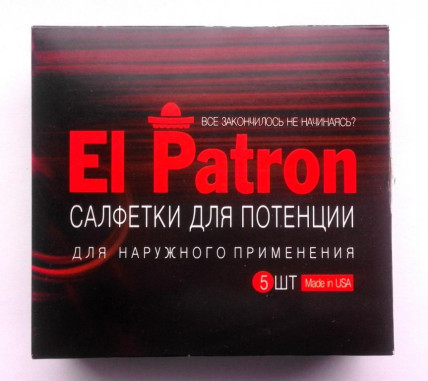 ВСЕ ЗАКОНЧИЛОСЬ НЕ НАЧИНАЯСЬ?
El Patron
САЛФЕТКИ ДЛЯ ПОТЕНЦИИ
ДЛЯ НАРУЖНОГО ПРИМЕНЕНИЯ
5 ШТ Made in USA